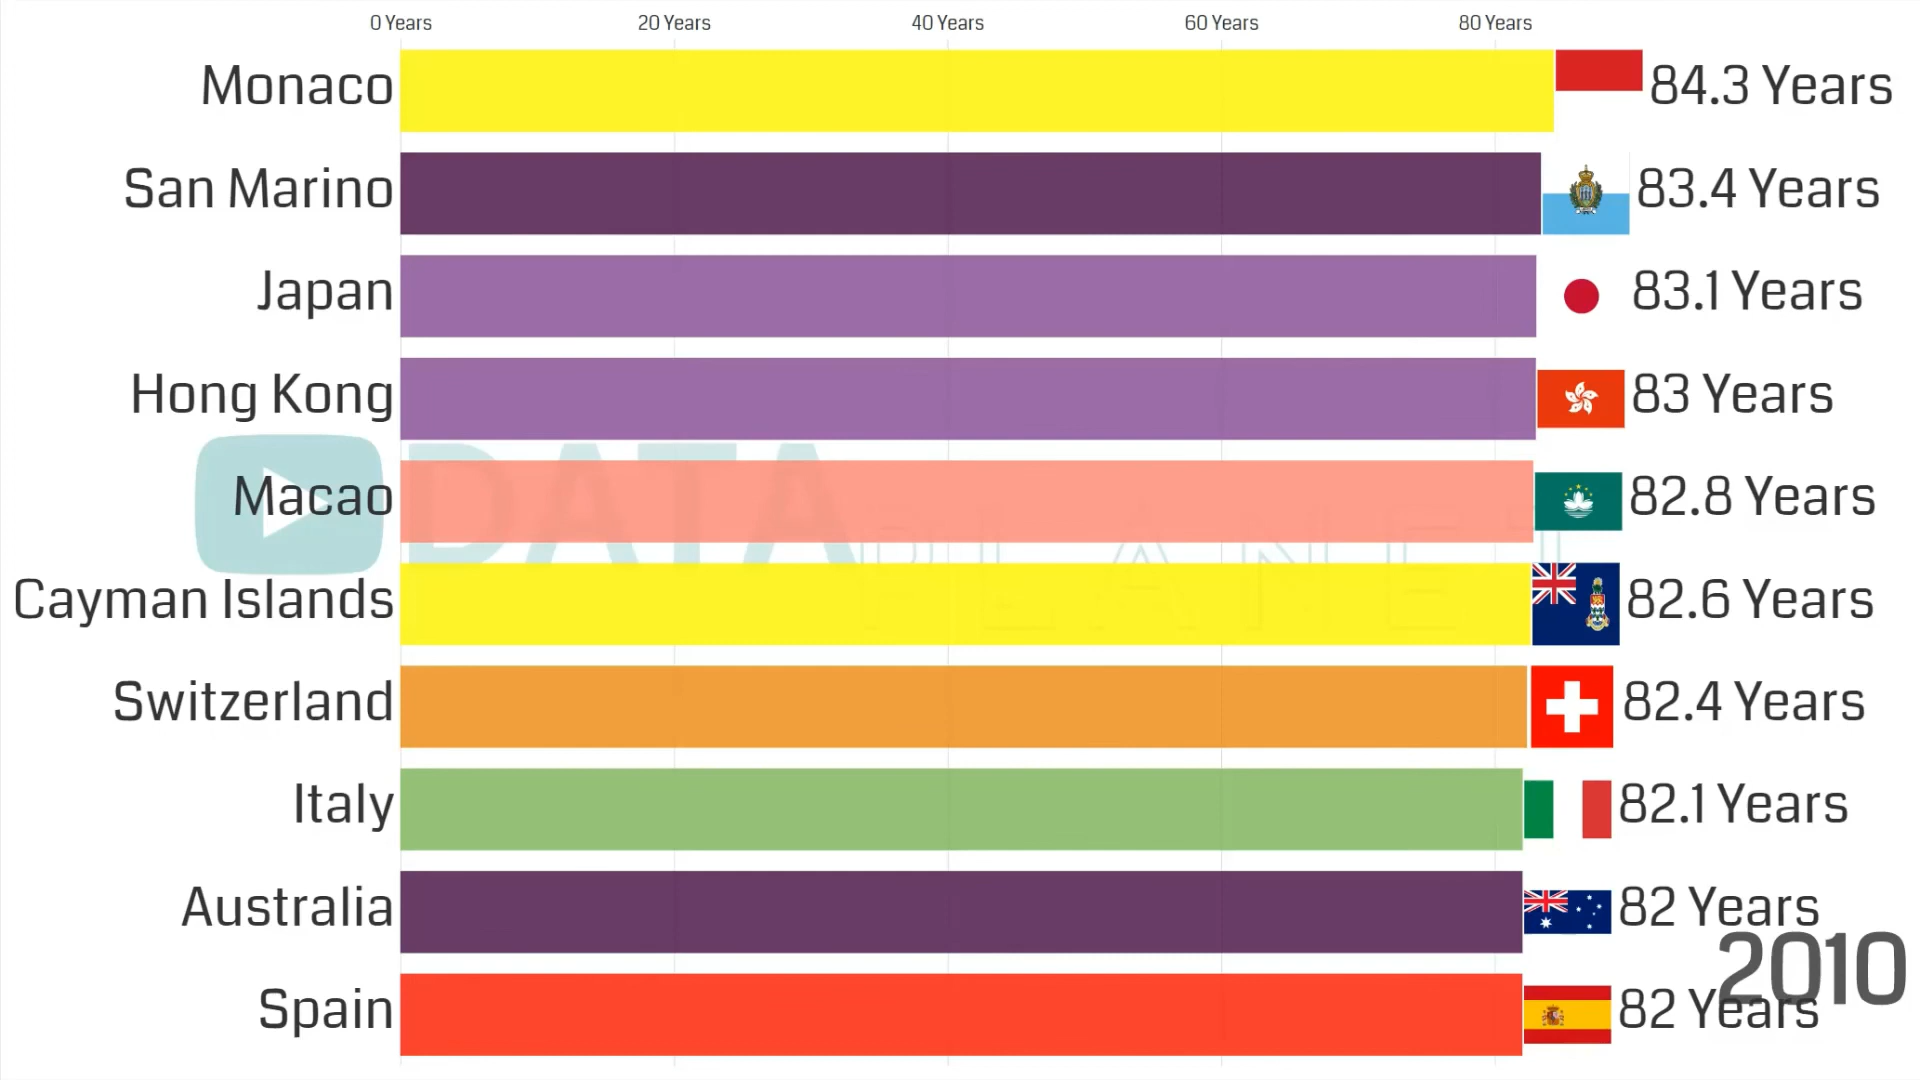 0 Years 20 Years 40 Years 60 Years 80 Years
Monaco 84.3 Years
San Marino 83.4 Years
Japan 83.1 Years
Hong Kong 83 Years
Macao 82.8 Years
DATA PLANET
Cayman Islands 82.6 Years
Switzerland 82.4 Years
Italy 82.1 Years
Australia 82 Years
2010
Spain 82 Years